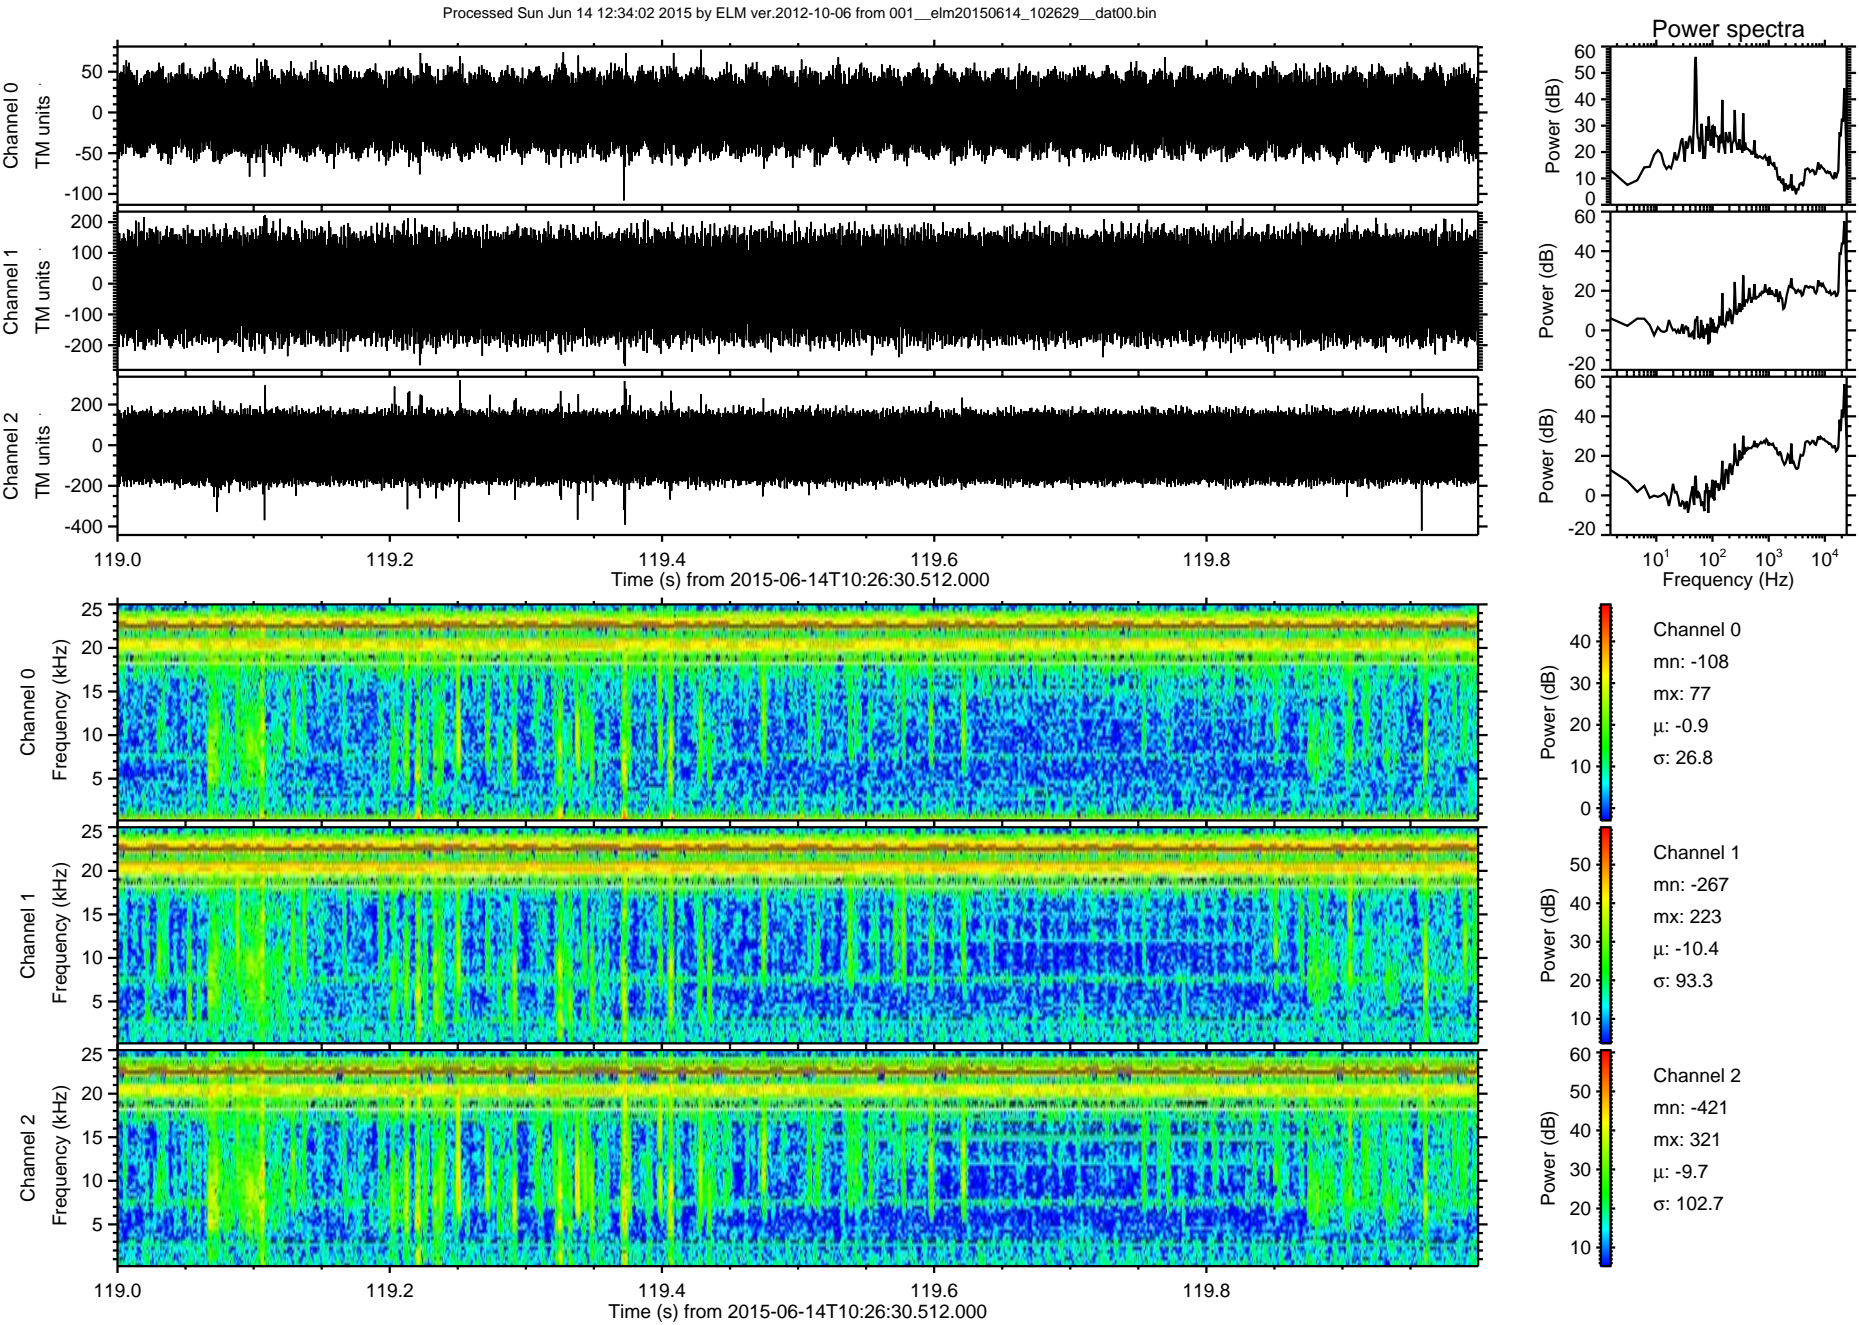 Processed Sun Jun 14 12:34:02 2015 by ELM ver.2012-10-06 from 001__elm20150614_102629__dat00.bin
Power spectra
Channel 0
TM units
50
0
-50
-100
Power (dB)
60
50
40
30
20
10
0
Channel 1
TM units
200
100
0
-100
-200
Power (dB)
60
40
20
0
-20
Channel 2
TM units
200
0
-200
-400
Power (dB)
60
40
20
0
-20
119.0 119.2 119.4 119.6 119.8
Time (s) from 2015-06-14T10:26:30.512.000
10¹ 10² 10³ 10⁴
Frequency (Hz)
Channel 0
Frequency (kHz)
25
20
15
10
5
Power (dB)
40
30
20
10
0
Channel 0
mn: -108
mx: 77
μ: -0.9
σ: 26.8
Channel 1
Frequency (kHz)
25
20
15
10
5
Power (dB)
50
40
30
20
10
Channel 1
mn: -267
mx: 223
μ: -10.4
σ: 93.3
Channel 2
Frequency (kHz)
25
20
15
10
5
Power (dB)
60
50
40
30
20
10
Channel 2
mn: -421
mx: 321
μ: -9.7
σ: 102.7
119.0 119.2 119.4 119.6 119.8
Time (s) from 2015-06-14T10:26:30.512.000